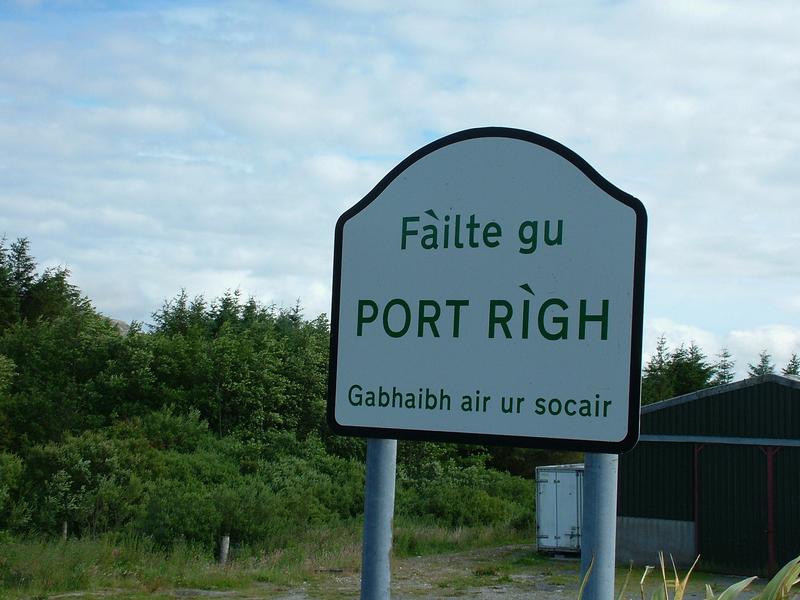 Fàilte gu
PORT RÌGH
Gabhaibh air ur socair